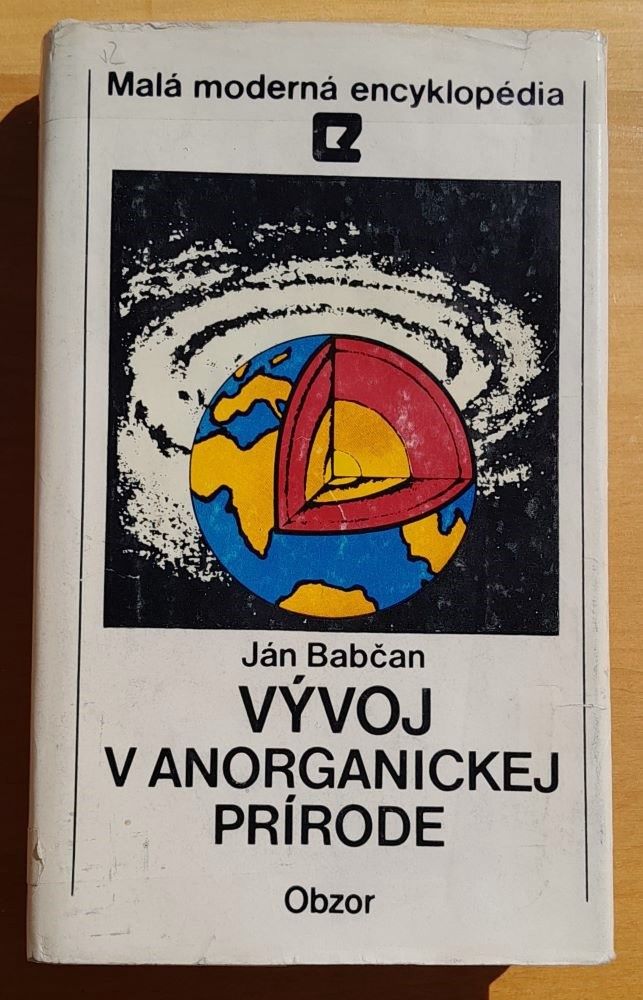 Malá moderná encyklopédia
Ján Babčan
VÝVOJ
V ANORGANICKEJ
PRÍRODE
Obzor